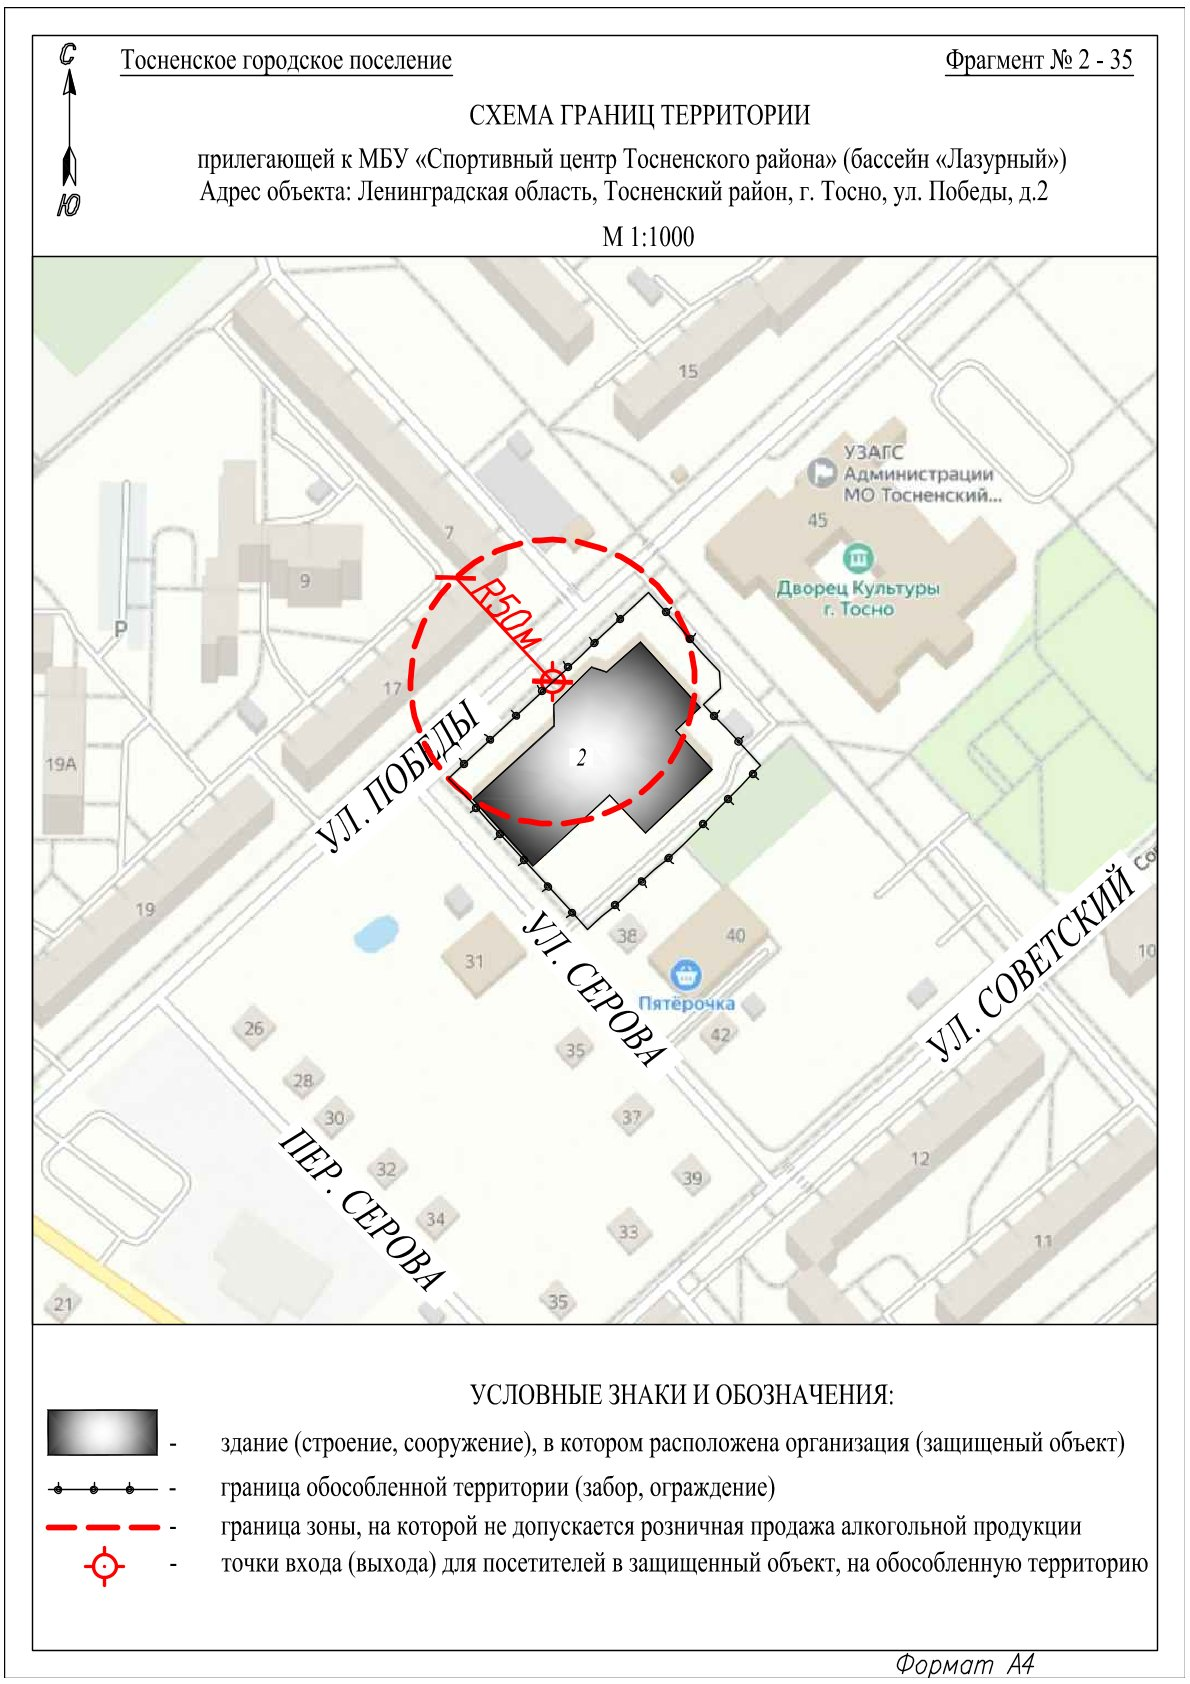 С
Ю
Тосненское городское поселение
Фрагмент № 2 - 35
СХЕМА ГРАНИЦ ТЕРРИТОРИИ
прилегающей к МБУ «Спортивный центр Тосненского района» (бассейн «Лазурный»)
Адрес объекта: Ленинградская область, Тосненский район, г. Тосно, ул. Победы, д.2
М 1:1000
15
УЗАГС
Администрации
МО Тосненский...
45
Дворец Культуры
г. Тосно
7
9
P
R50м
17
19А
2
УЛ. ПОБЕДЫ
19
31
38
40
Пятёрочка
42
УЛ. СЕРОВА
УЛ. СОВЕТСКИЙ
Со
10
26
28
30
32
34
35
37
39
33
35
12
11
21
ПЕР. СЕРОВА
УСЛОВНЫЕ ЗНАКИ И ОБОЗНАЧЕНИЯ:
- здание (строение, сооружение), в котором расположена организация (защищеный объект)
- граница обособленной территории (забор, ограждение)
- граница зоны, на которой не допускается розничная продажа алкогольной продукции
- точки входа (выхода) для посетителей в защищенный объект, на обособленную территорию
Формат А4